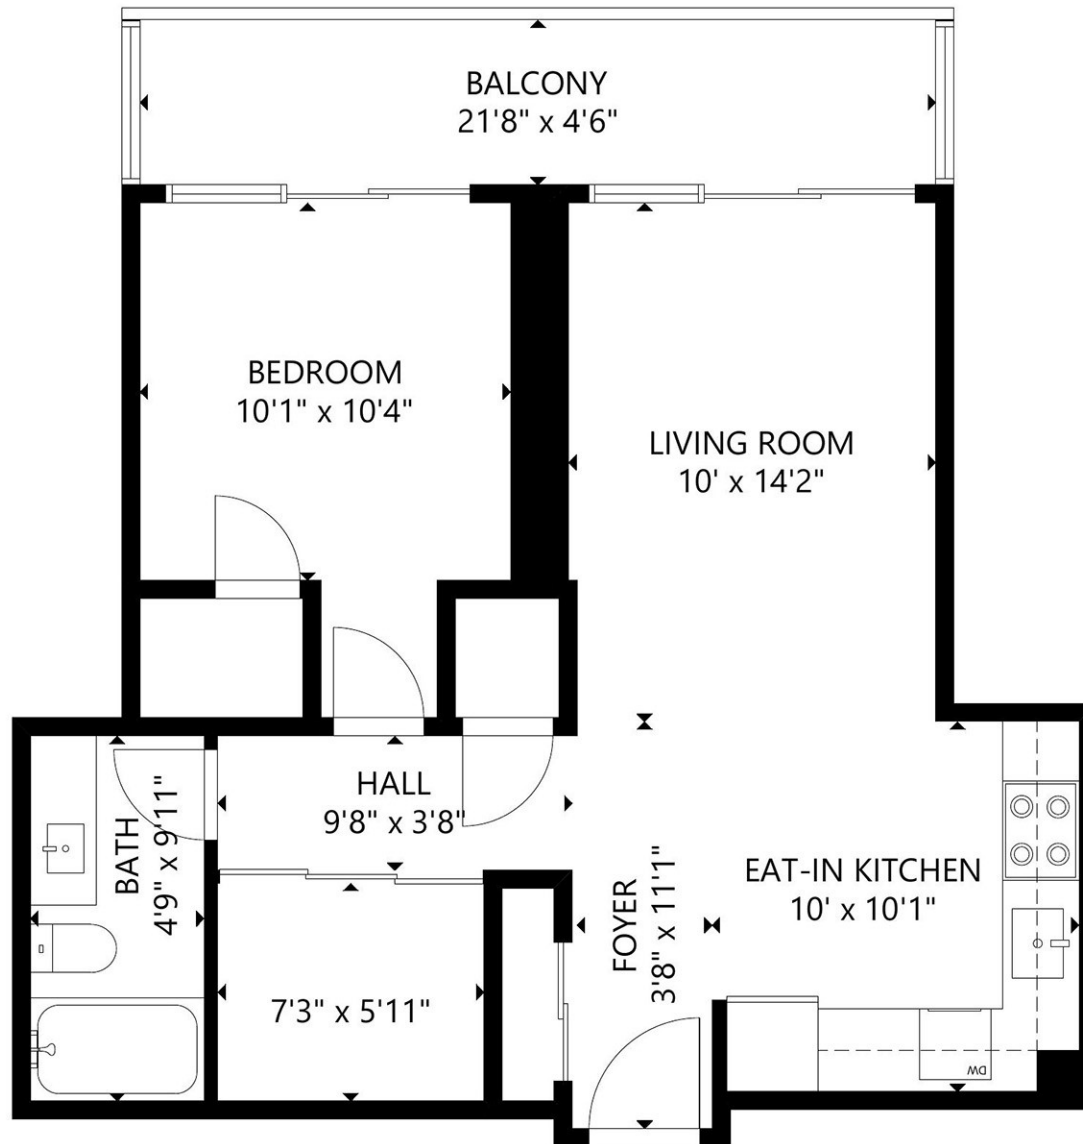 BALCONY
21'8" x 4'6"
BEDROOM
10'1" x 10'4"
LIVING ROOM
10' x 14'2"
HALL
9'8" x 3'8"
BATH
4'9" x 9'11"
EAT-IN KITCHEN
10' x 10'1"
FOYER
3'8" x 11'1"
7'3" x 5'11"
DW